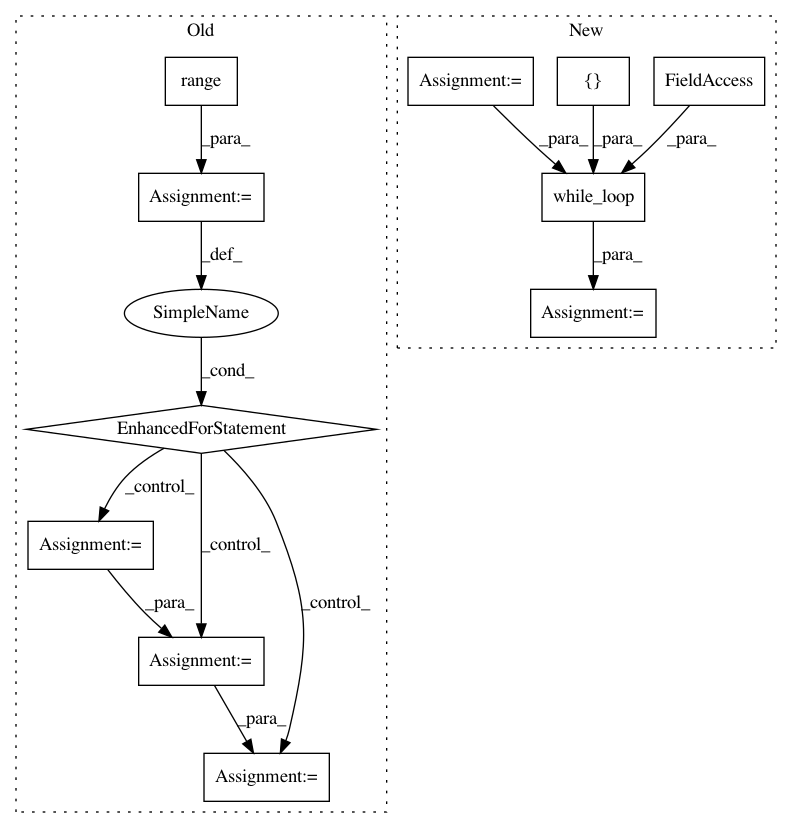 Old
New
range
Assignment:=
{}
FieldAccess
_para_
_para_
_para_
_para_
Assignment:=
while_loop
_def_
_para_
SimpleName
Assignment:=
_cond_
EnhancedForStatement
_control_
_control_
_control_
Assignment:=
_para_
Assignment:=
_para_
Assignment:=